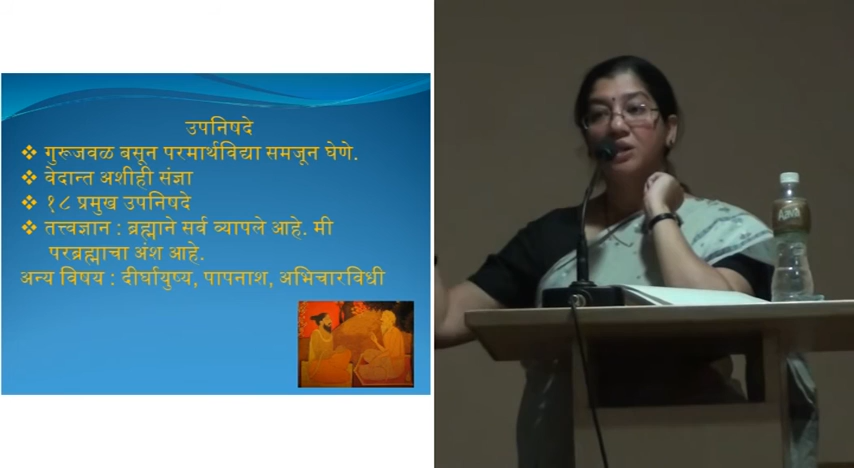 उपनिषदे
❖ गुरूजवळ बसून परमार्थविद्या समजून घेणे.
❖ वेदान्त अशीही संज्ञा
❖ १८ प्रमुख उपनिषदे
❖ तत्त्वज्ञान : ब्रह्माने सर्व व्यापले आहे. मी
परब्रह्माचा अंश आहे.
अन्य विषय : दीर्घायुष्य, पापनाश, अभिचारविधी